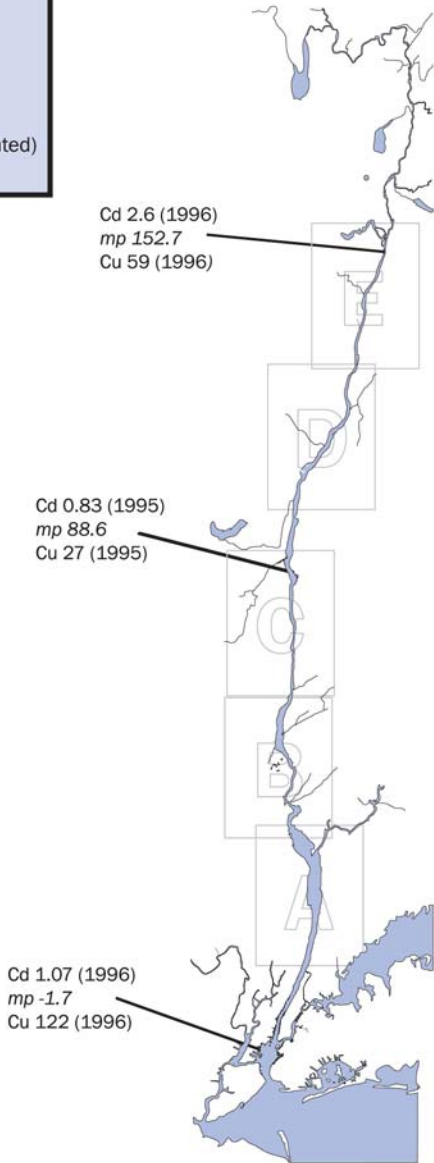 Cd 2.6 (1996)
mp 152.7
Cu 59 (1996)
E
D
Cd 0.83 (1995)
mp 88.6
Cu 27 (1995)
C
B
A
Cd 1.07 (1996)
mp -1.7
Cu 122 (1996)